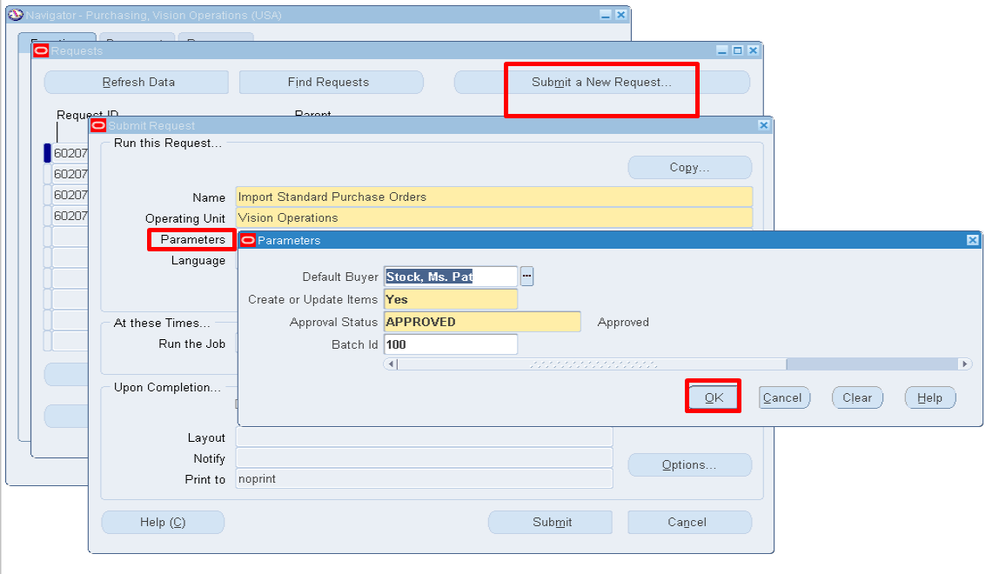 Navigator - Purchasing, Vision Operations (USA)
Requests
Refresh Data
Find Requests
Submit a New Request...
Request ID
Parent
Submit Request
Run this Request...
60207
Copy...
60207
60207
Name
Import Standard Purchase Orders
60207
Operating Unit
Vision Operations
Parameters
Parameters
Language
Default Buyer
Stock, Ms. Pat
...
Create or Update Items
Yes
At these Times...
Approval Status
APPROVED
Approved
Run the Job
Batch Id
100
Upon Completion...
OK
Cancel
Clear
Help
Layout
Notify
Options...
Print to
noprint
Help (C)
Submit
Cancel